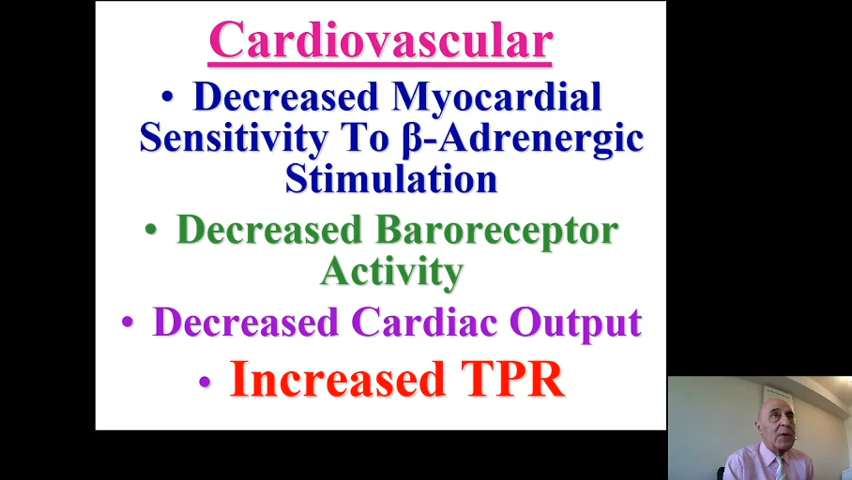 Cardiovascular
• Decreased Myocardial
Sensitivity To β-Adrenergic
Stimulation
• Decreased Baroreceptor
Activity
• Decreased Cardiac Output
• Increased TPR